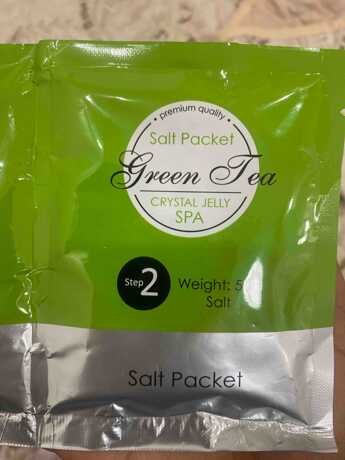 • premium quality •
Salt Packet
Green Tea
CRYSTAL JELLY
SPA
Step 2
Weight: 5
Salt
Salt Packet